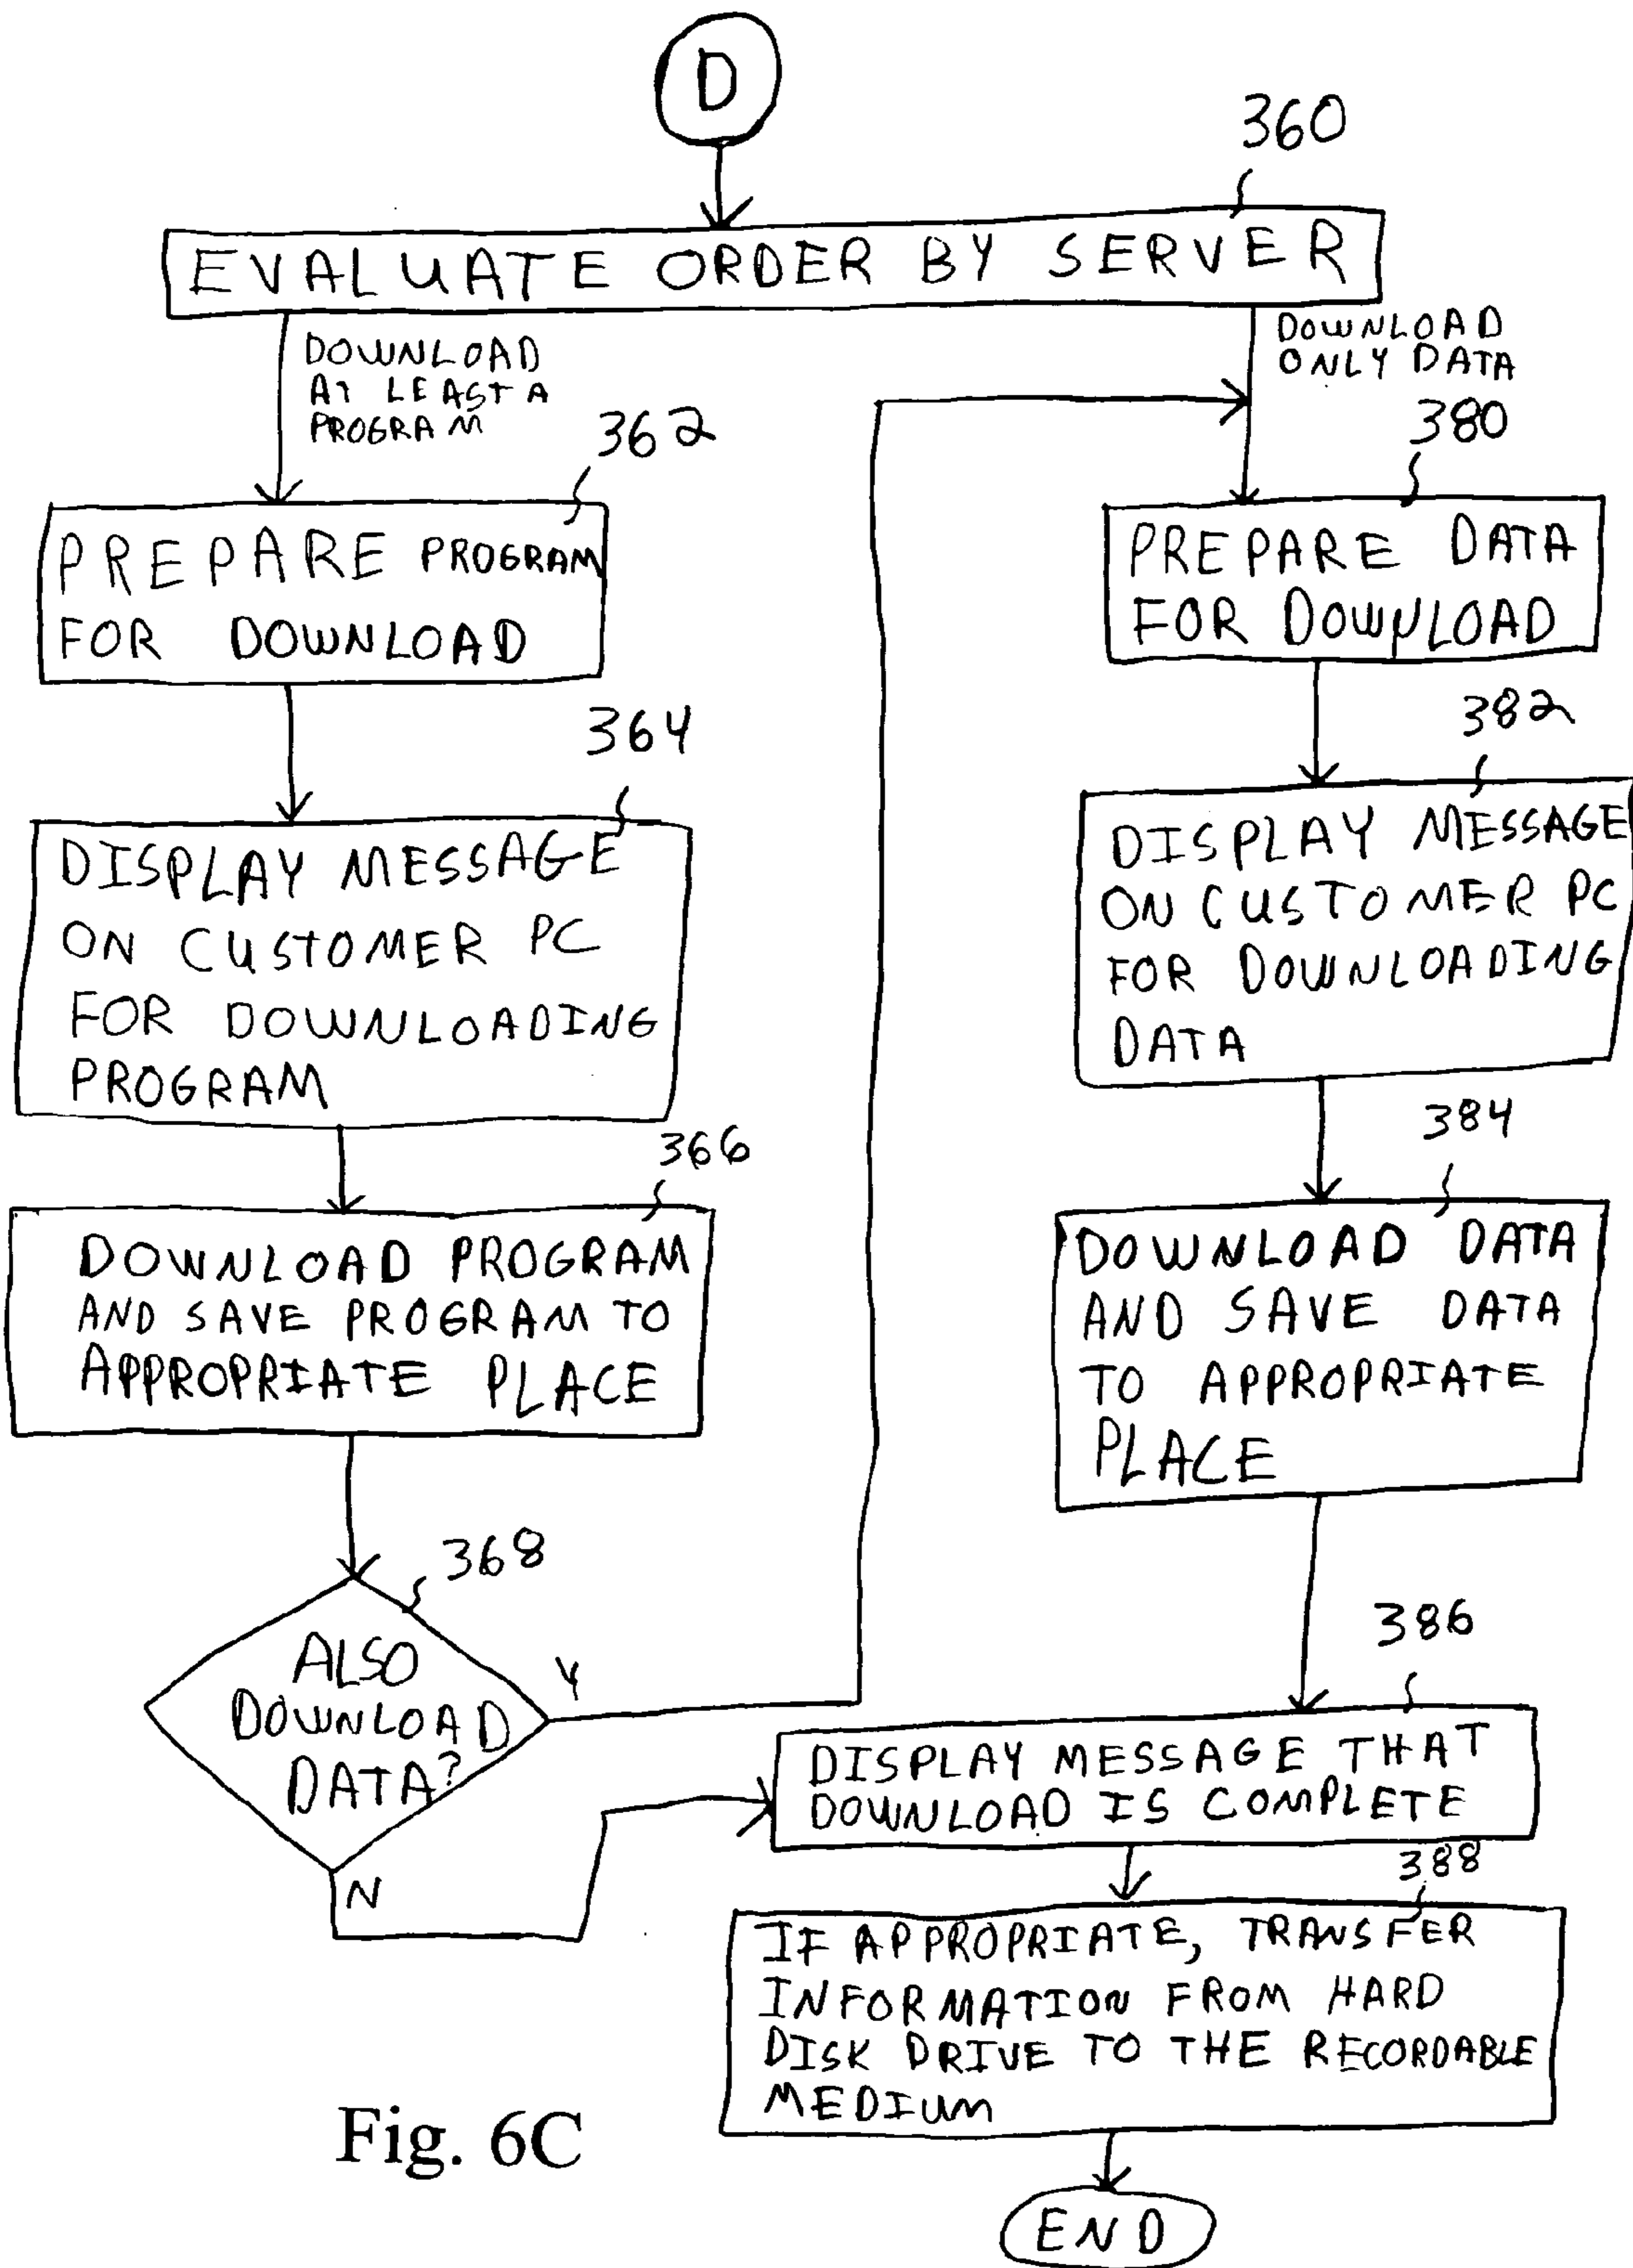 D
360
EVALUATE ORDER BY SERVER
DOWNLOAD
AT LEAST A
PROGRAM
DOWNLOAD
ONLY DATA
362
PREPARE PROGRAM
FOR DOWNLOAD
364
DISPLAY MESSAGE
ON CUSTOMER PC
FOR DOWNLOADING
PROGRAM
366
DOWNLOAD PROGRAM
AND SAVE PROGRAM TO
APPROPRIATE PLACE
368
ALSO
DOWNLOAD
DATA?
Y
N
380
PREPARE DATA
FOR DOWNLOAD
382
DISPLAY MESSAGE
ON CUSTOMER PC
FOR DOWNLOADING
DATA
384
DOWNLOAD DATA
AND SAVE DATA
TO APPROPRIATE
PLACE
386
DISPLAY MESSAGE THAT
DOWNLOAD IS COMPLETE
388
IF APPROPRIATE, TRANSFER
INFORMATION FROM HARD
DISK DRIVE TO THE RECORDABLE
MEDIUM
END
Fig. 6C